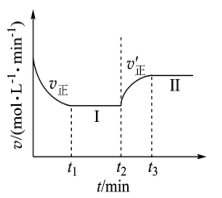 v/(mol·L⁻¹·min⁻¹)
v正
v′正
I
II
t₁
t₂
t₃
t/min